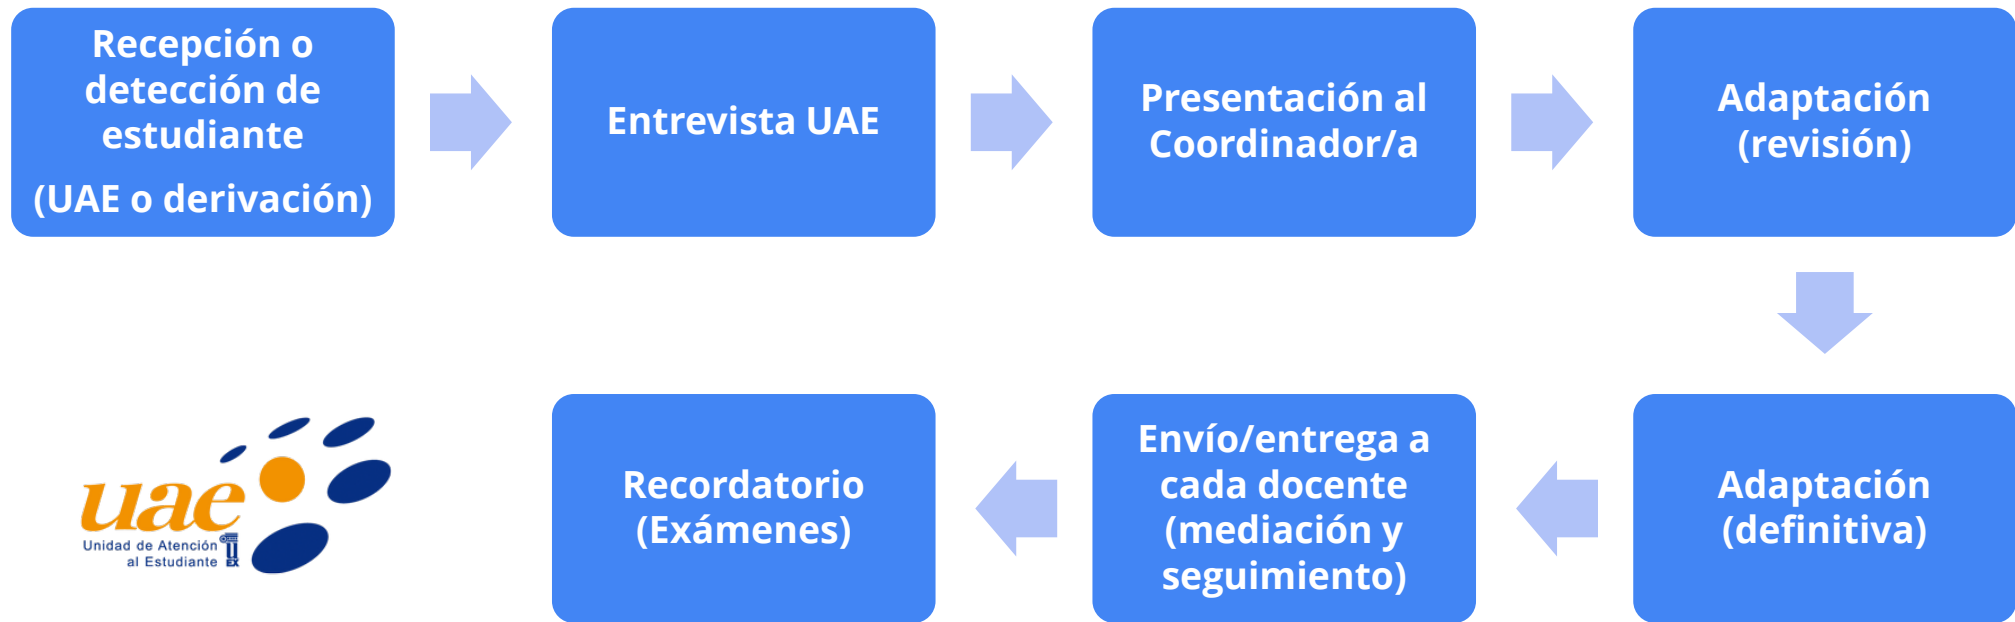 Recepción o
detección de
estudiante
(UAE o derivación)
Entrevista UAE
Presentación al
Coordinador/a
Adaptación
(revisión)
Adaptación
(definitiva)
Envío/entrega a
cada docente
(mediación y
seguimiento)
Recordatorio
(Exámenes)
uae
Unidad de Atención
al Estudiante
EX